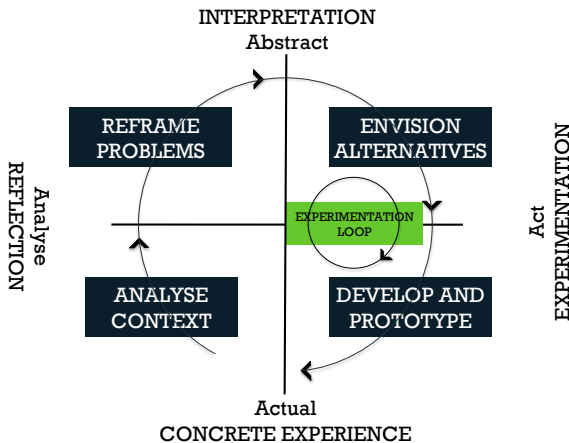 INTERPRETATION
Abstract
REFRAME
PROBLEMS
ENVISION
ALTERNATIVES
Analyse
REFLECTION
EXPERIMENTATION
LOOP
Act
EXPERIMENTATION
ANALYSE
CONTEXT
DEVELOP AND
PROTOTYPE
Actual
CONCRETE EXPERIENCE